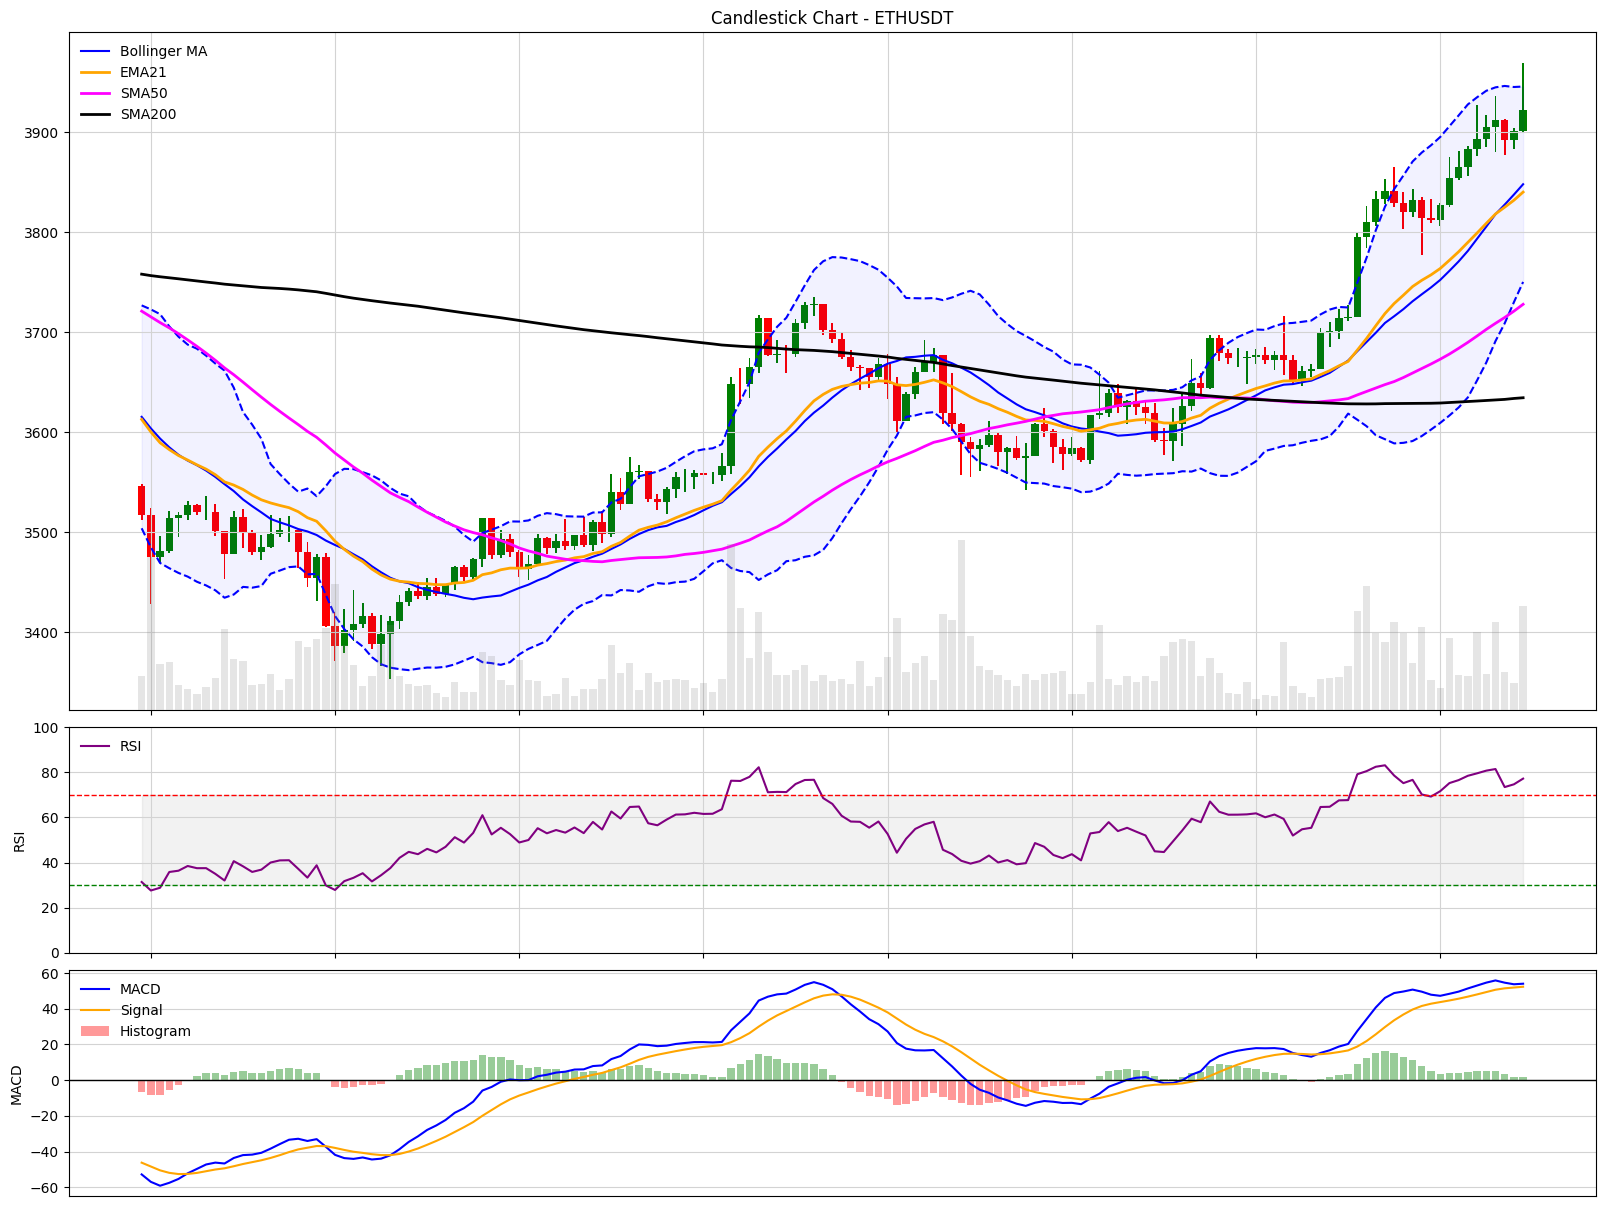 Candlestick Chart - ETHUSDT
Bollinger MA
EMA21
SMA50
SMA200
3900
3800
3700
3600
3500
3400
RSI
100
80
60
40
20
0
RSI
MACD
Signal
Histogram
60
40
20
0
−20
−40
−60
MACD